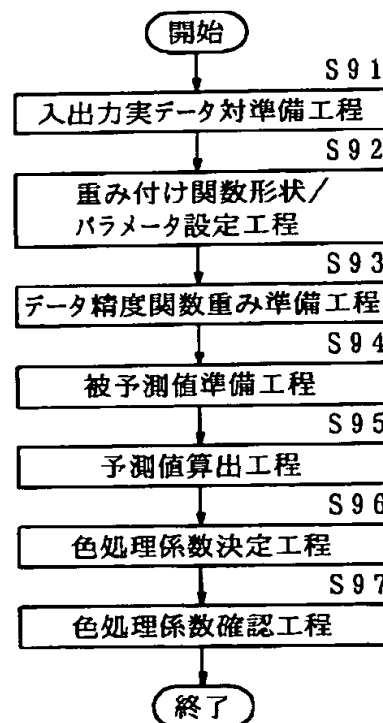 開始
S91
入出力実データ対準備工程
S92
重み付け関数形状/
パラメータ設定工程
S93
データ精度関数重み準備工程
S94
被予測値準備工程
S95
予測値算出工程
S96
色処理係数決定工程
S97
色処理係数確認工程
終了